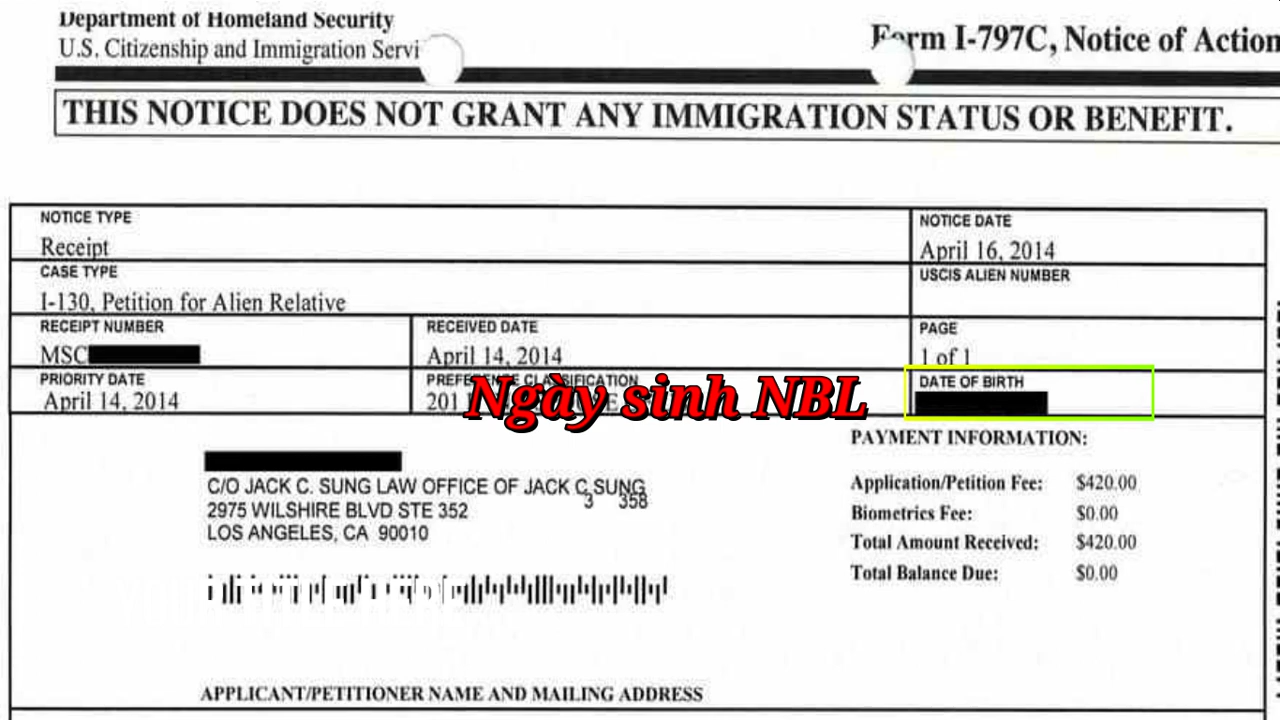 Department of Homeland Security
U.S. Citizenship and Immigration Servi
Form I-797C, Notice of Action
THIS NOTICE DOES NOT GRANT ANY IMMIGRATION STATUS OR BENEFIT.
NOTICE TYPE
Receipt
NOTICE DATE
April 16, 2014
CASE TYPE
I-130, Petition for Alien Relative
USCIS ALIEN NUMBER
RECEIPT NUMBER
MSC
RECEIVED DATE
April 14, 2014
PAGE
1 of 1
PRIORITY DATE
April 14, 2014
PREFERENCE CLASSIFICATION
201
Ngày sinh NBL
DATE OF BIRTH
C/O JACK C. SUNG LAW OFFICE OF JACK C SUNG
3 358
2975 WILSHIRE BLVD STE 352
LOS ANGELES, CA 90010
PAYMENT INFORMATION:
Application/Petition Fee: $420.00
Biometrics Fee: $0.00
Total Amount Received: $420.00
Total Balance Due: $0.00
APPLICANT/PETITIONER NAME AND MAILING ADDRESS